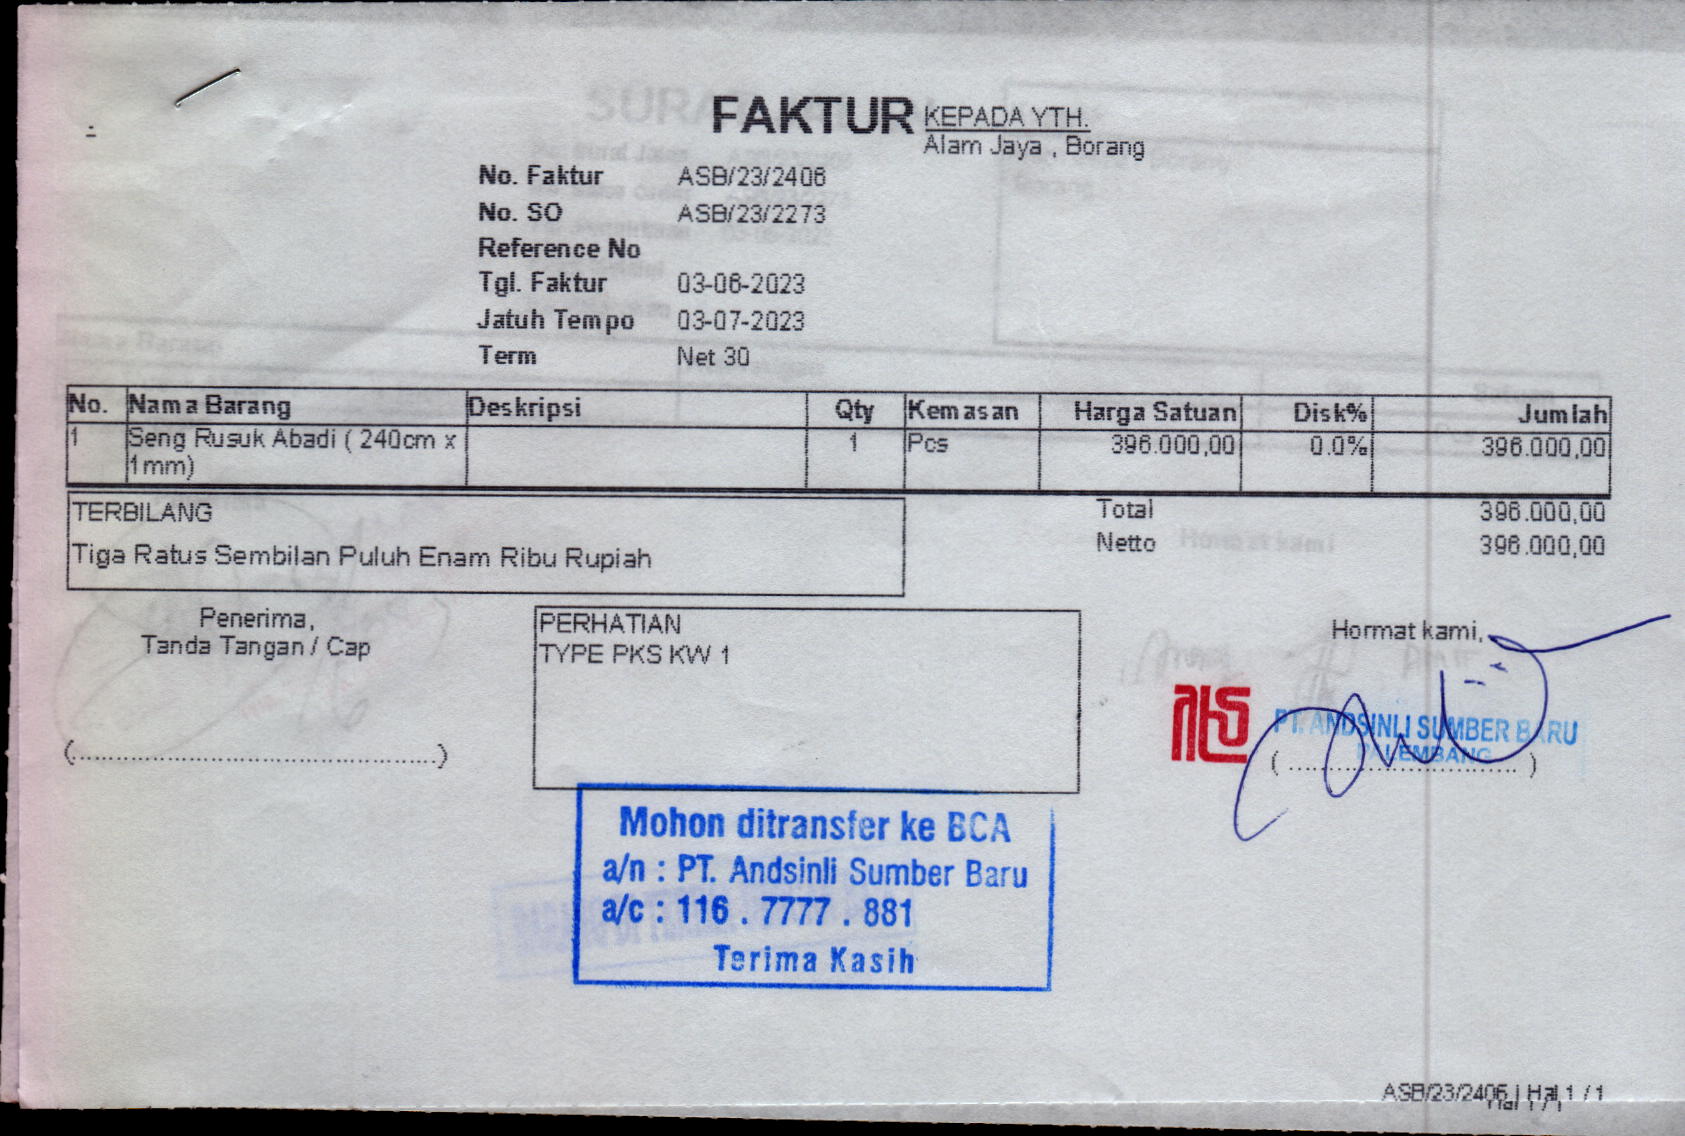 FAKTUR
KEPADA YTH.
Alam Jaya , Borang
No. Faktur ASB/23/2406
No. SO ASB/23/2273
Reference No
Tgl. Faktur 03-06-2023
Jatuh Tempo 03-07-2023
Term Net 30
No. Nama Barang Deskripsi Qty Kemasan Harga Satuan Disk% Jumlah
1 Seng Rusuk Abadi ( 240cm x 1 Pcs 396.000,00 0.0% 396.000,00
1mm)
TERBILANG
Tiga Ratus Sembilan Puluh Enam Ribu Rupiah
Total 396.000,00
Netto 396.000,00
Penerima,
Tanda Tangan / Cap
(................................................)
PERHATIAN
TYPE PKS KW 1
Hormat kami,
PT. ANDSINLI SUMBER BARU
PALEMBANG
(................................)
Mohon ditransfer ke BCA
a/n : PT. Andsinli Sumber Baru
a/c : 116 . 7777 . 881
Terima Kasih
ASB/23/2406 | Hal 1 / 1